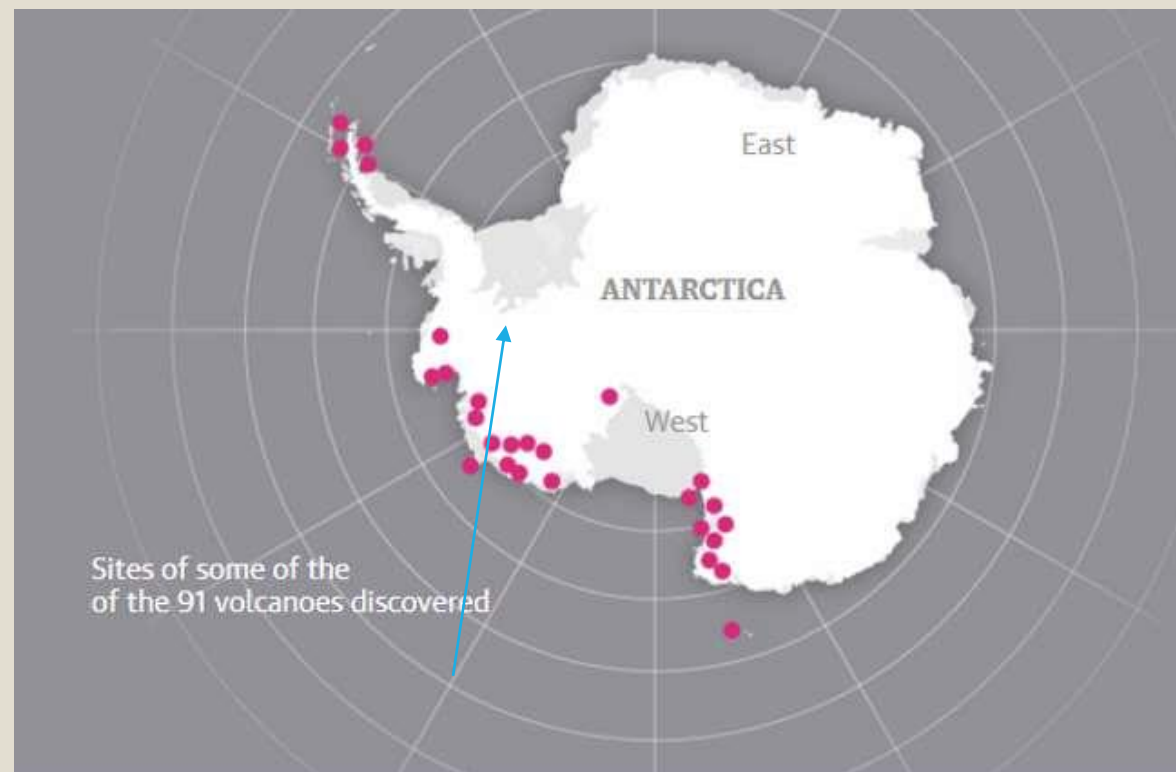 East
ANTARCTICA
West
Sites of some of the
of the 91 volcanoes discovered